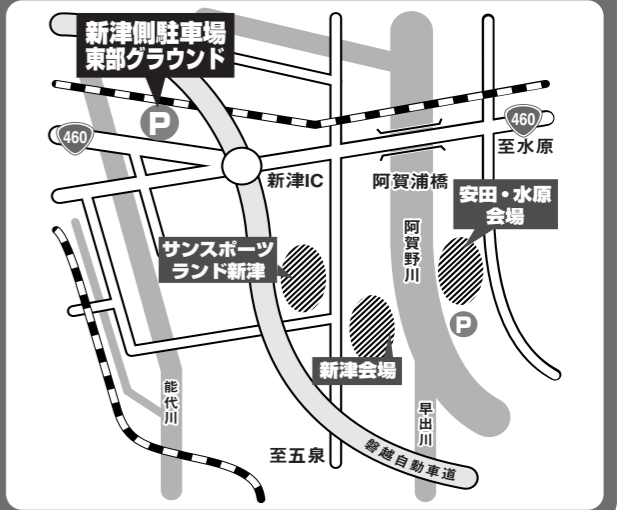 新津側駐車場
東部グラウンド
P
460
460
至水原
新津IC
阿賀浦橋
安田・水原
会場
阿賀野川
サンスポーツ
ランド新津
P
新津会場
能代川
早出川
至五泉
磐越自動車道